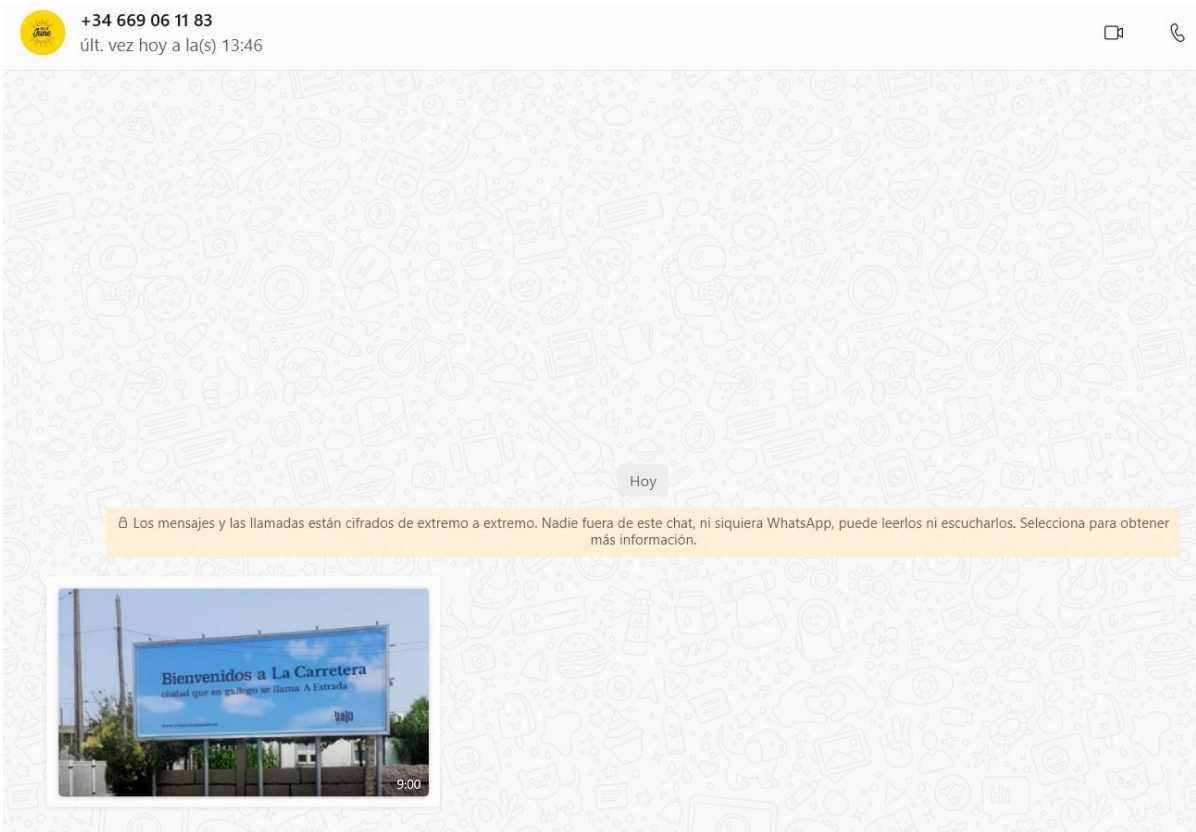 +34 669 06 11 83
últ. vez hoy a la(s) 13:46
Hoy
Los mensajes y las llamadas están cifrados de extremo a extremo. Nadie fuera de este chat, ni siquiera WhatsApp, puede leerlos ni escucharlos. Selecciona para obtener
más información.
Bienvenidos a La Carretera
ciudad que en gallego se llama A Estrada
9:00